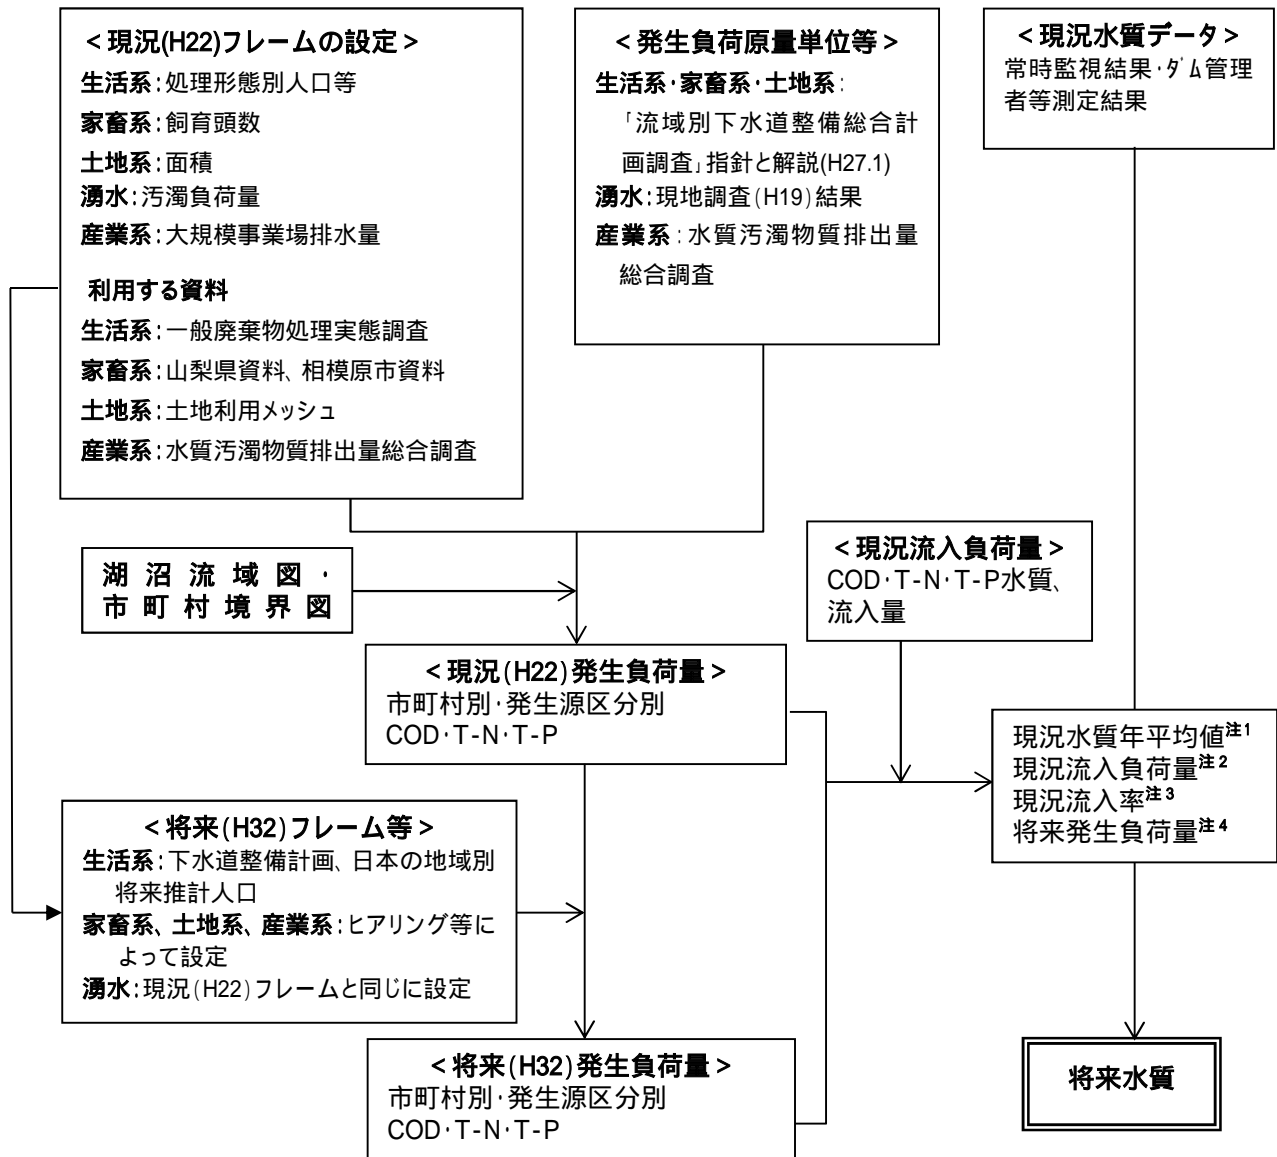 ＜現況(H22)フレームの設定＞
生活系：処理形態別人口等
家畜系：飼育頭数
土地系：面積
湧水：汚濁負荷量
産業系：大規模事業場排水量
利用する資料
生活系：一般廃棄物処理実態調査
家畜系：山梨県資料、相模原市資料
土地系：土地利用メッシュ
産業系：水質汚濁物質排出量総合調査
＜発生負荷原単位等＞
生活系・家畜系・土地系：
「流域別下水道整備総合計
画調査」指針と解説(H27.1)
湧水：現地調査(H19)結果
産業系：水質汚濁物質排出量
総合調査
＜現況水質データ＞
常時監視結果・ダム管理
者等測定結果
湖沼流域図・
市町村境界図
＜現況流入負荷量＞
COD・T-N・T-P水質、
流入量
＜現況(H22)発生負荷量＞
市町村別・発生源区分別
COD・T-N・T-P
現況水質年平均値注1
現況流入負荷量注2
現況流入率注3
将来発生負荷量注4
＜将来(H32)フレーム等＞
生活系：下水道整備計画、日本の地域別
将来推計人口
家畜系、土地系、産業系：ヒアリング等に
よって設定
湧水：現況(H22)フレームと同じに設定
＜将来(H32)発生負荷量＞
市町村別・発生源区分別
COD・T-N・T-P
将来水質